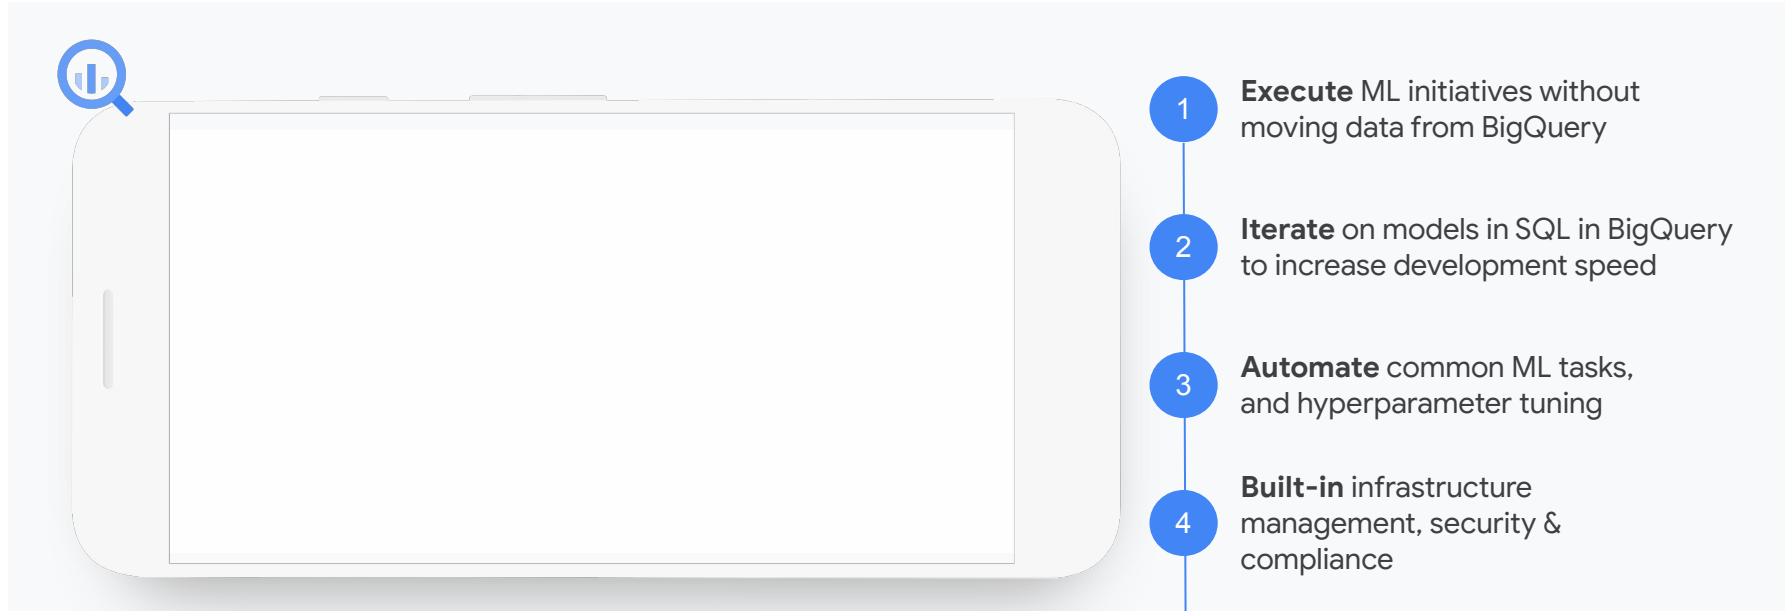 1
Execute ML initiatives without
moving data from BigQuery
2
Iterate on models in SQL in BigQuery
to increase development speed
3
Automate common ML tasks,
and hyperparameter tuning
4
Built-in infrastructure
management, security &
compliance